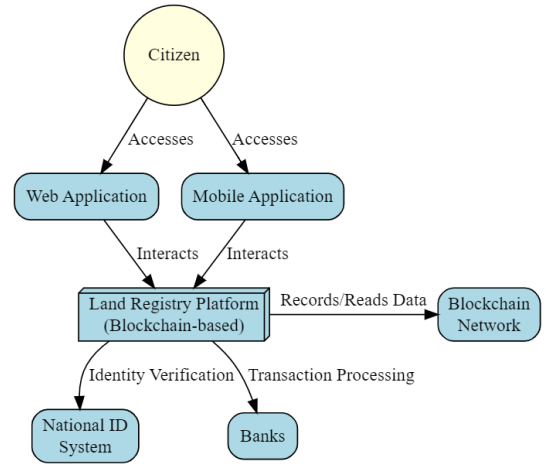 Citizen
Accesses
Accesses
Web Application
Mobile Application
Interacts
Interacts
Land Registry Platform
(Blockchain-based)
Records/Reads Data
Blockchain
Network
Identity Verification
Transaction Processing
National ID
System
Banks